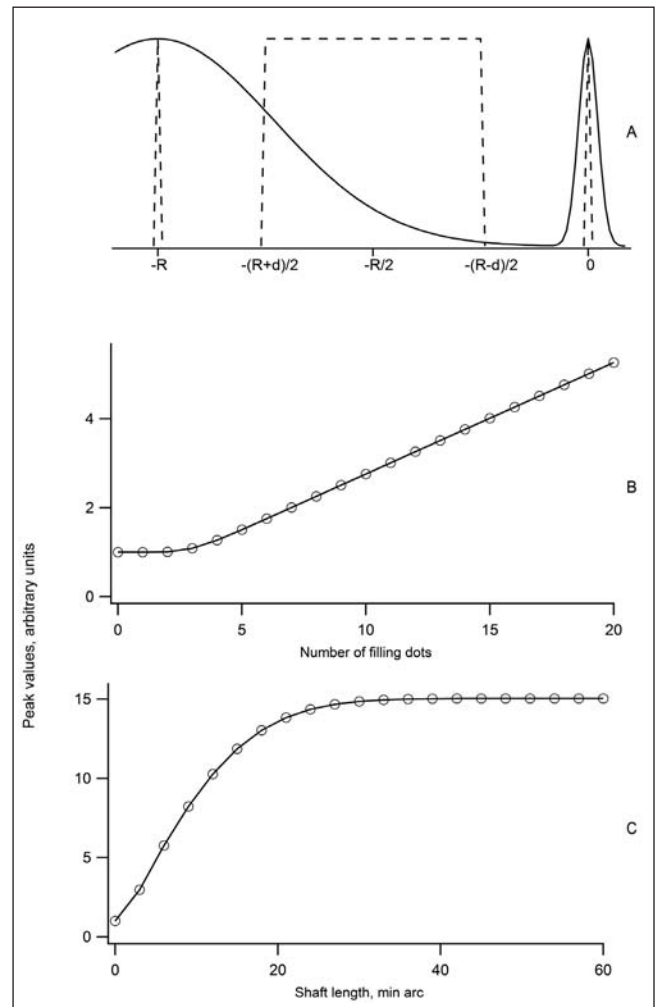 A
-R -(R+d)/2 -R/2 -(R-d)/2 0
4
2
0
B
0 5 10 15 20
Number of filling dots
Peak values, arbitrary units
15
10
5
0
C
0 20 40 60
Shaft length, min arc